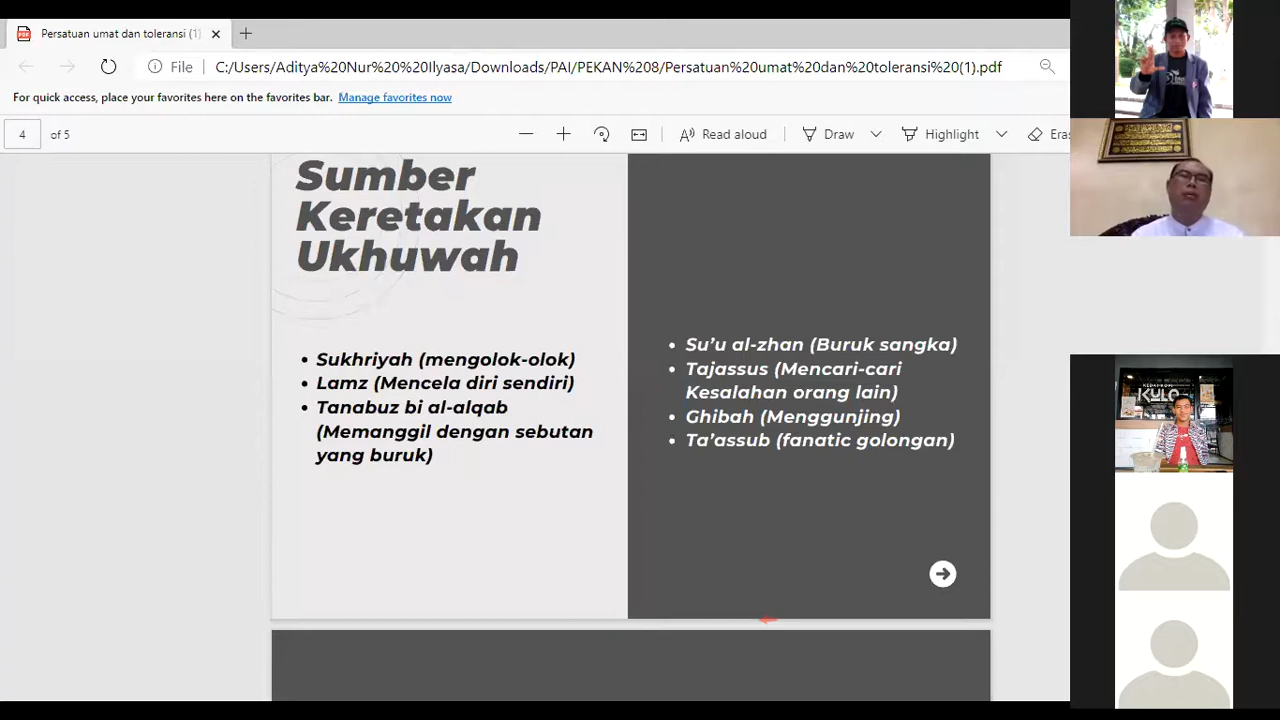 Persatuan umat dan toleransi (1)
File
C:/Users/Aditya%20Nur%20%20Ilyasa/Downloads/PAI/PEKAN%208/Persatuan%20umat%20dan%20toleransi%20(1).pdf
For quick access, place your favorites here on the favorites bar. Manage favorites now
4 of 5
Read aloud
Draw
Highlight
Eras
Sumber
Keretakan
Ukhuwah
• Sukhriyah (mengolok-olok)
• Lamz (Mencela diri sendiri)
• Tanabuz bi al-alqab
(Memanggil dengan sebutan
yang buruk)
• Su'u al-zhan (Buruk sangka)
• Tajassus (Mencari-cari
Kesalahan orang lain)
• Ghibah (Menggunjing)
• Ta'assub (fanatic golongan)
KULO